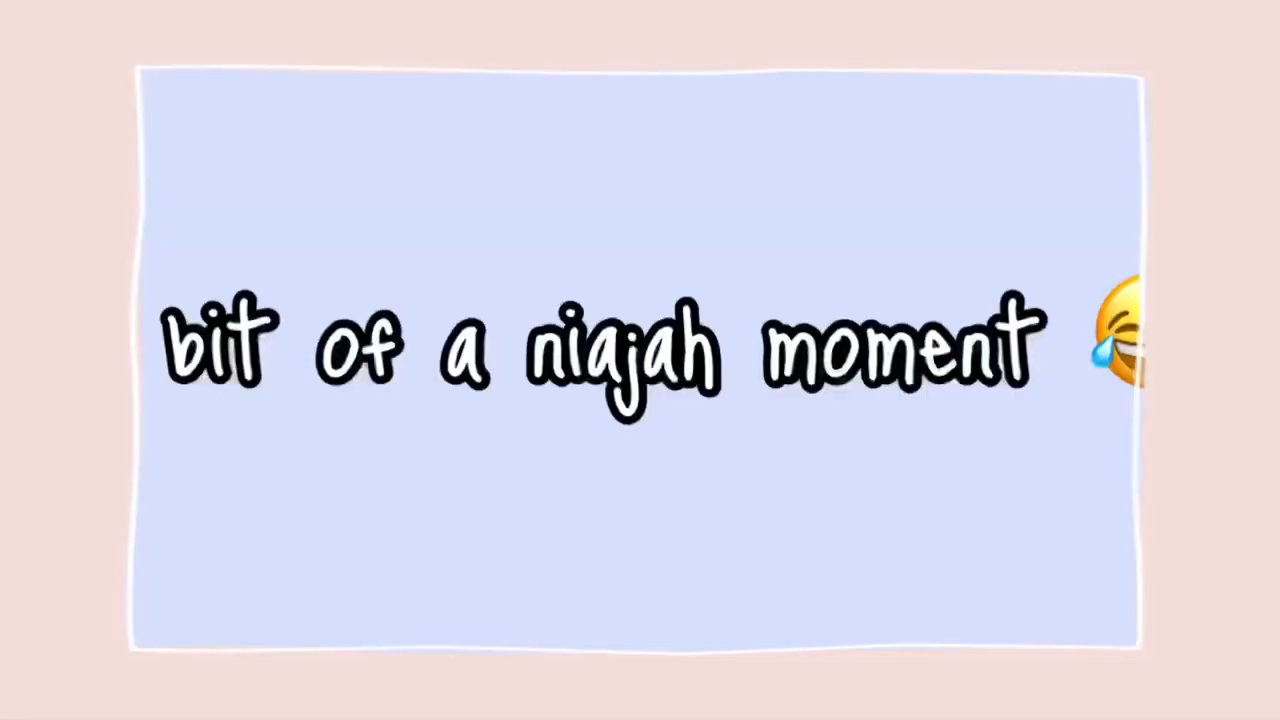 bit of a niajah moment 😂